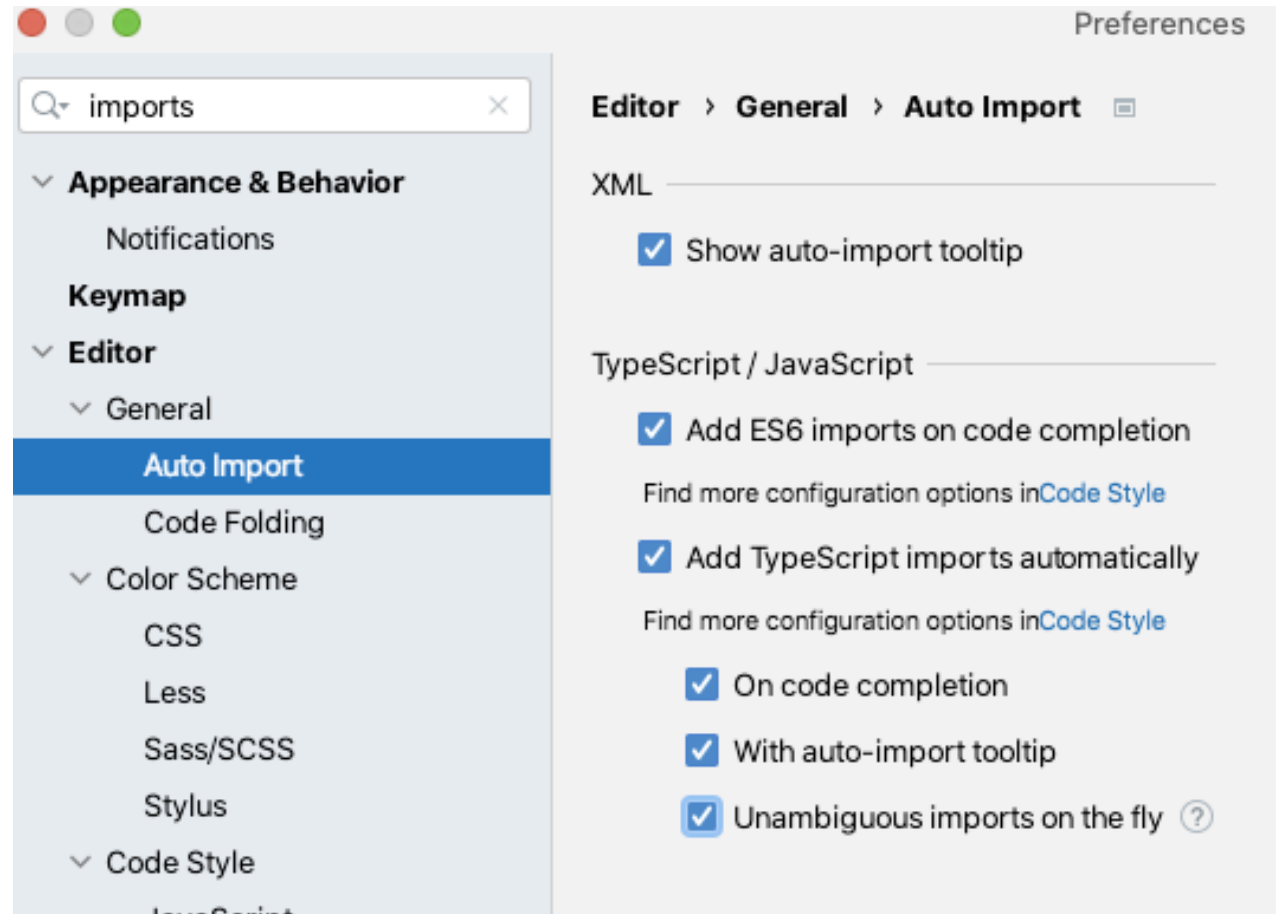 Preferences
imports
Appearance & Behavior
Notifications
Keymap
Editor
General
Auto Import
Code Folding
Color Scheme
CSS
Less
Sass/SCSS
Stylus
Code Style
JavaScript
Editor › General › Auto Import
XML
Show auto-import tooltip
TypeScript / JavaScript
Add ES6 imports on code completion
Find more configuration options inCode Style
Add TypeScript imports automatically
Find more configuration options inCode Style
On code completion
With auto-import tooltip
Unambiguous imports on the fly ?